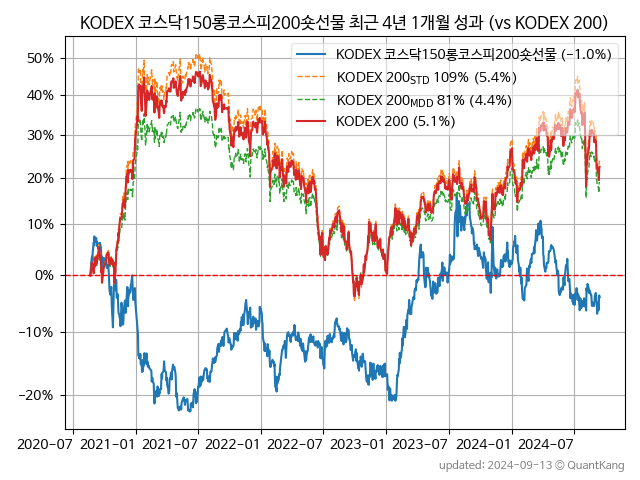 KODEX 코스닥150롱코스피200숏선물 최근 4년 1개월 성과 (vs KODEX 200)
KODEX 코스닥150롱코스피200숏선물 (−1.0%)
KODEX 200STD 109% (5.4%)
KODEX 200MDD 81% (4.4%)
KODEX 200 (5.1%)
50%
40%
30%
20%
10%
0%
−10%
−20%
2020-07 2021-01 2021-07 2022-01 2022-07 2023-01 2023-07 2024-01 2024-07
updated: 2024-09-13 © QuantKang